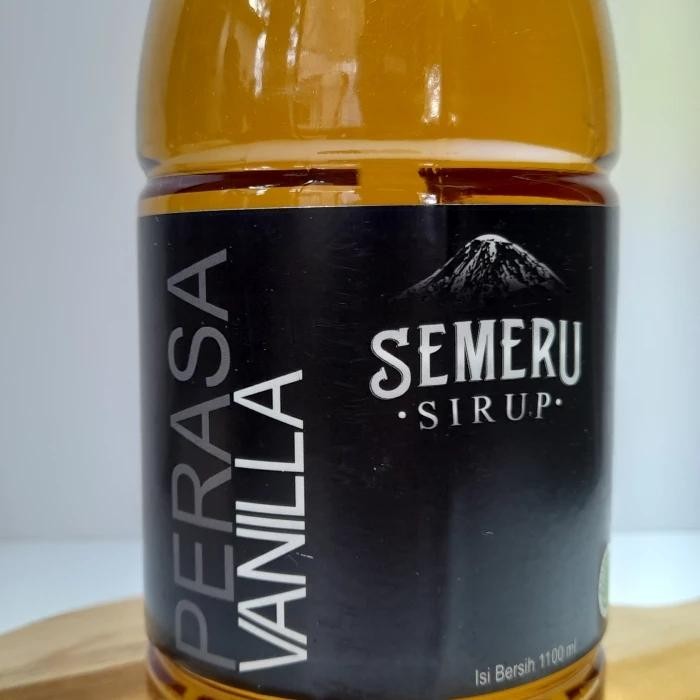 PERASA
VANILLA
SEMERU
·SIRUP·
Isi Bersih 1100 ml